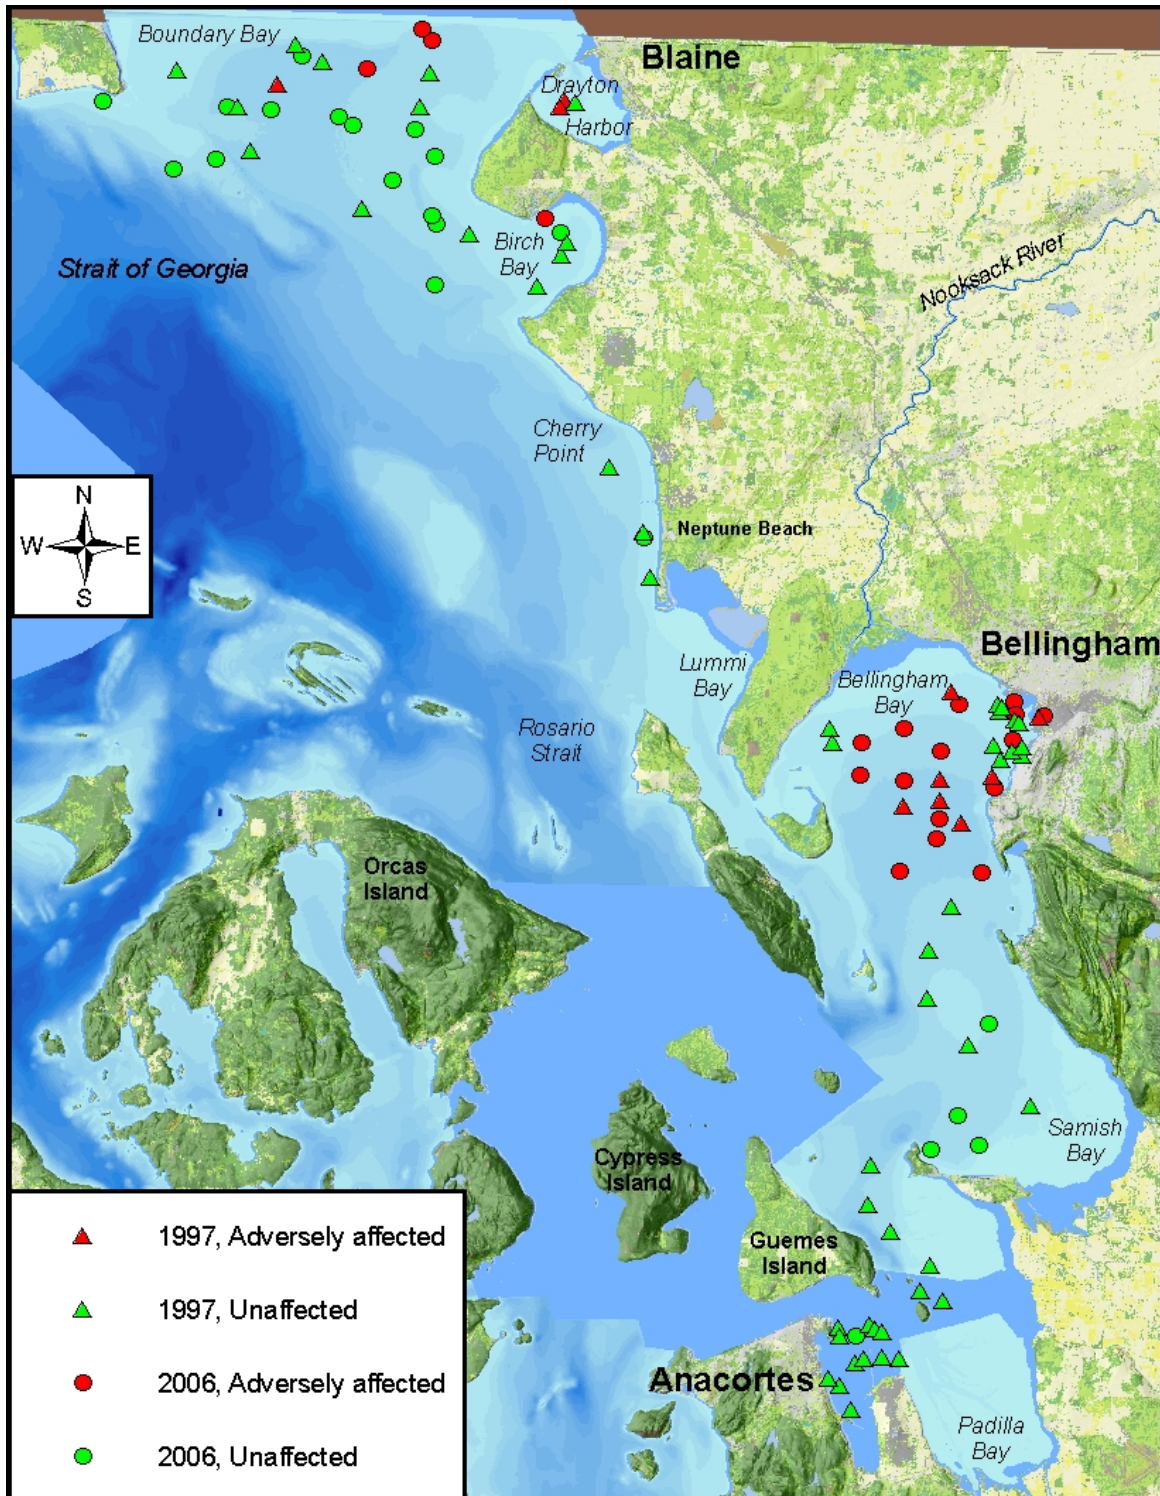 Boundary Bay
Blaine
Drayton
Harbor
Birch
Bay
Strait of Georgia
Nooksack River
Cherry
Point
N
W E
S
Neptune Beach
Bellingham
Lummi
Bay
Bellingham
Bay
Rosario
Strait
Orcas
Island
Samish
Bay
Cypress
Island
Guemes
Island
Anacortes
Padilla
Bay
1997, Adversely affected
1997, Unaffected
2006, Adversely affected
2006, Unaffected